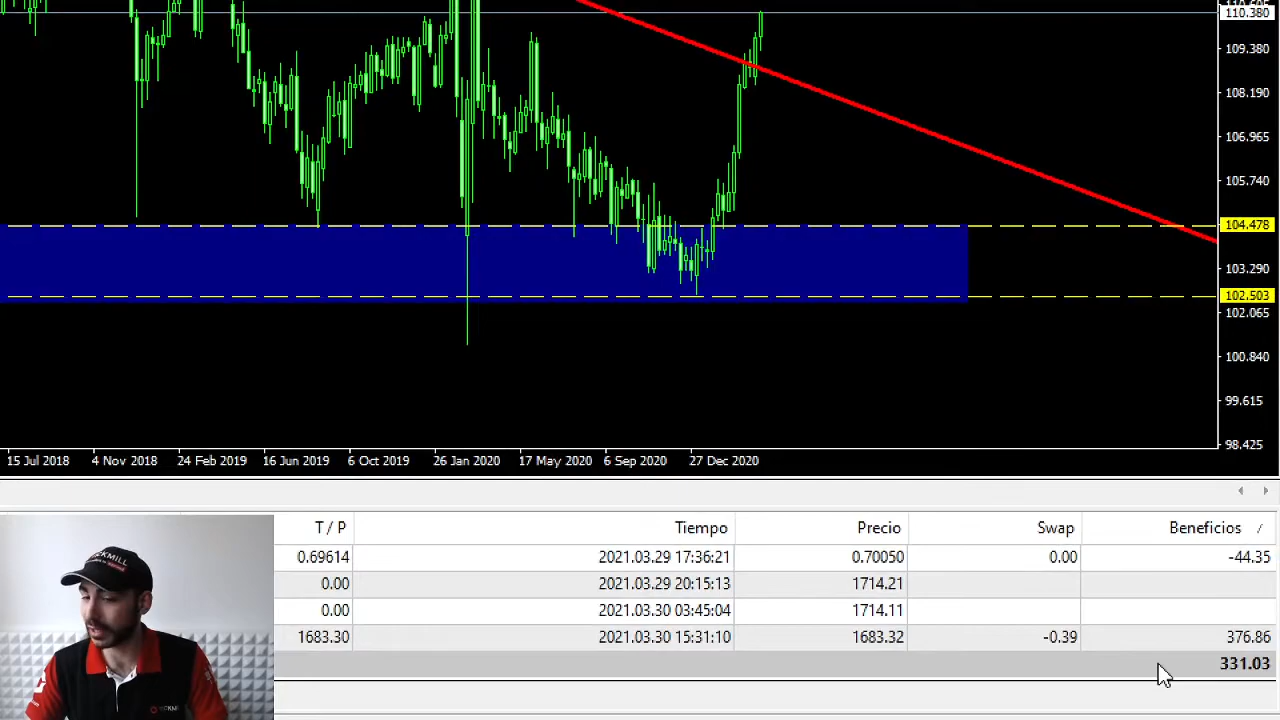 110.605
110.380
109.380
108.190
106.965
105.740
104.478
103.290
102.503
102.065
100.840
99.615
98.425
15 Jul 2018 4 Nov 2018 24 Feb 2019 16 Jun 2019 6 Oct 2019 26 Jan 2020 17 May 2020 6 Sep 2020 27 Dec 2020
T / P Tiempo Precio Swap Beneficios /
0.69614 2021.03.29 17:36:21 0.70050 0.00 -44.35
0.00 2021.03.29 20:15:13 1714.21
0.00 2021.03.30 03:45:04 1714.11
1683.30 2021.03.30 15:31:10 1683.32 -0.39 376.86
331.03